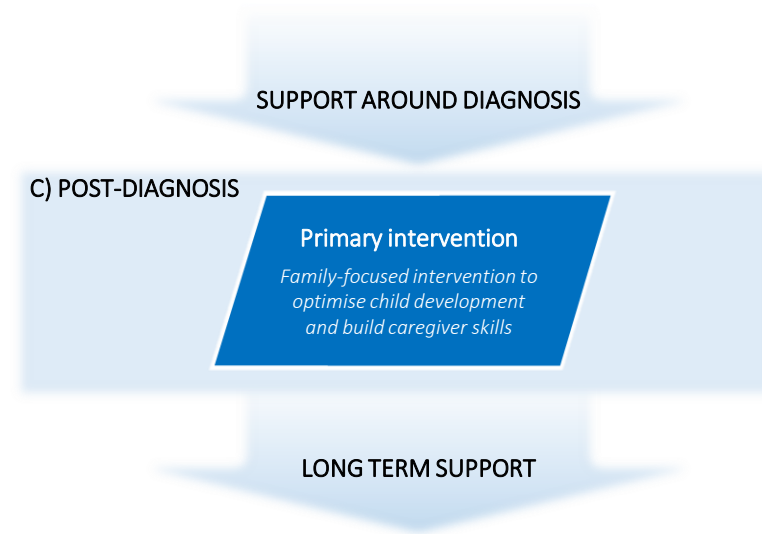 SUPPORT AROUND DIAGNOSIS
C) POST-DIAGNOSIS
Primary intervention
Family-focused intervention to
optimise child development
and build caregiver skills
LONG TERM SUPPORT